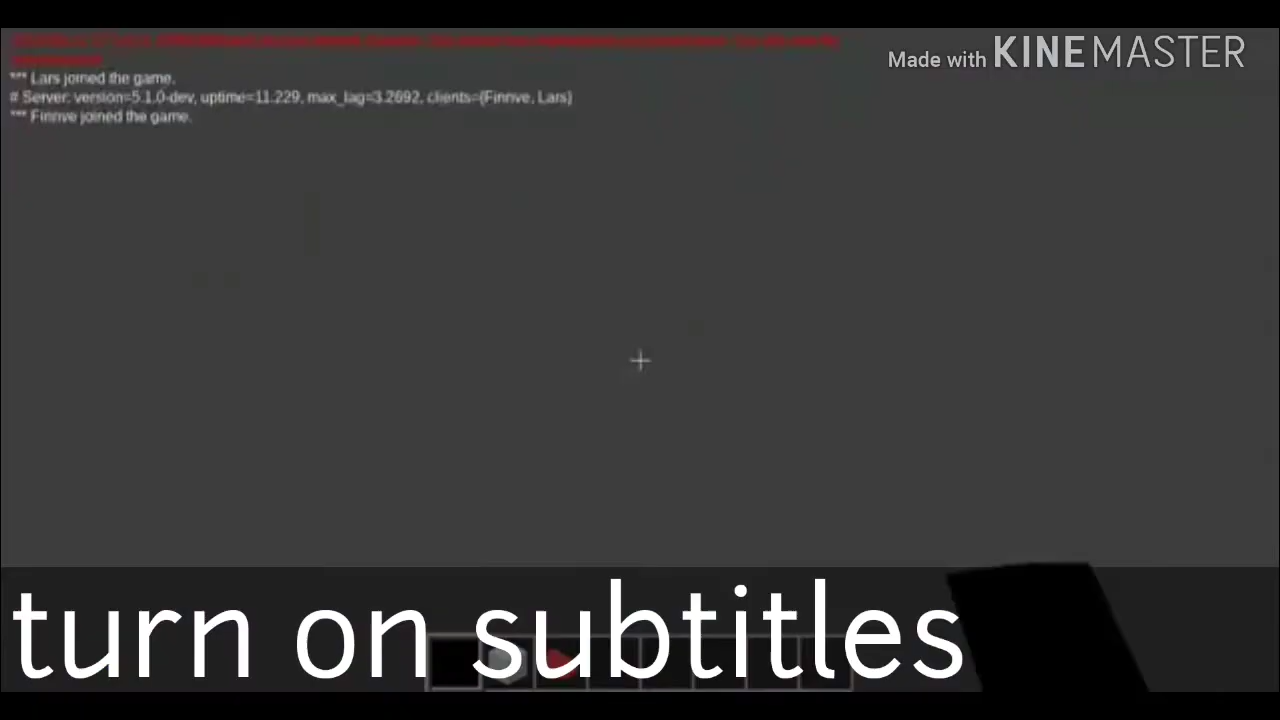 Made with KINEMASTER
*** Lars joined the game.
# Server: version=5.1.0-dev, uptime=11.229, max_lag=3.2692, clients={Finnve, Lars}
*** Finnve joined the game.
turn on subtitles